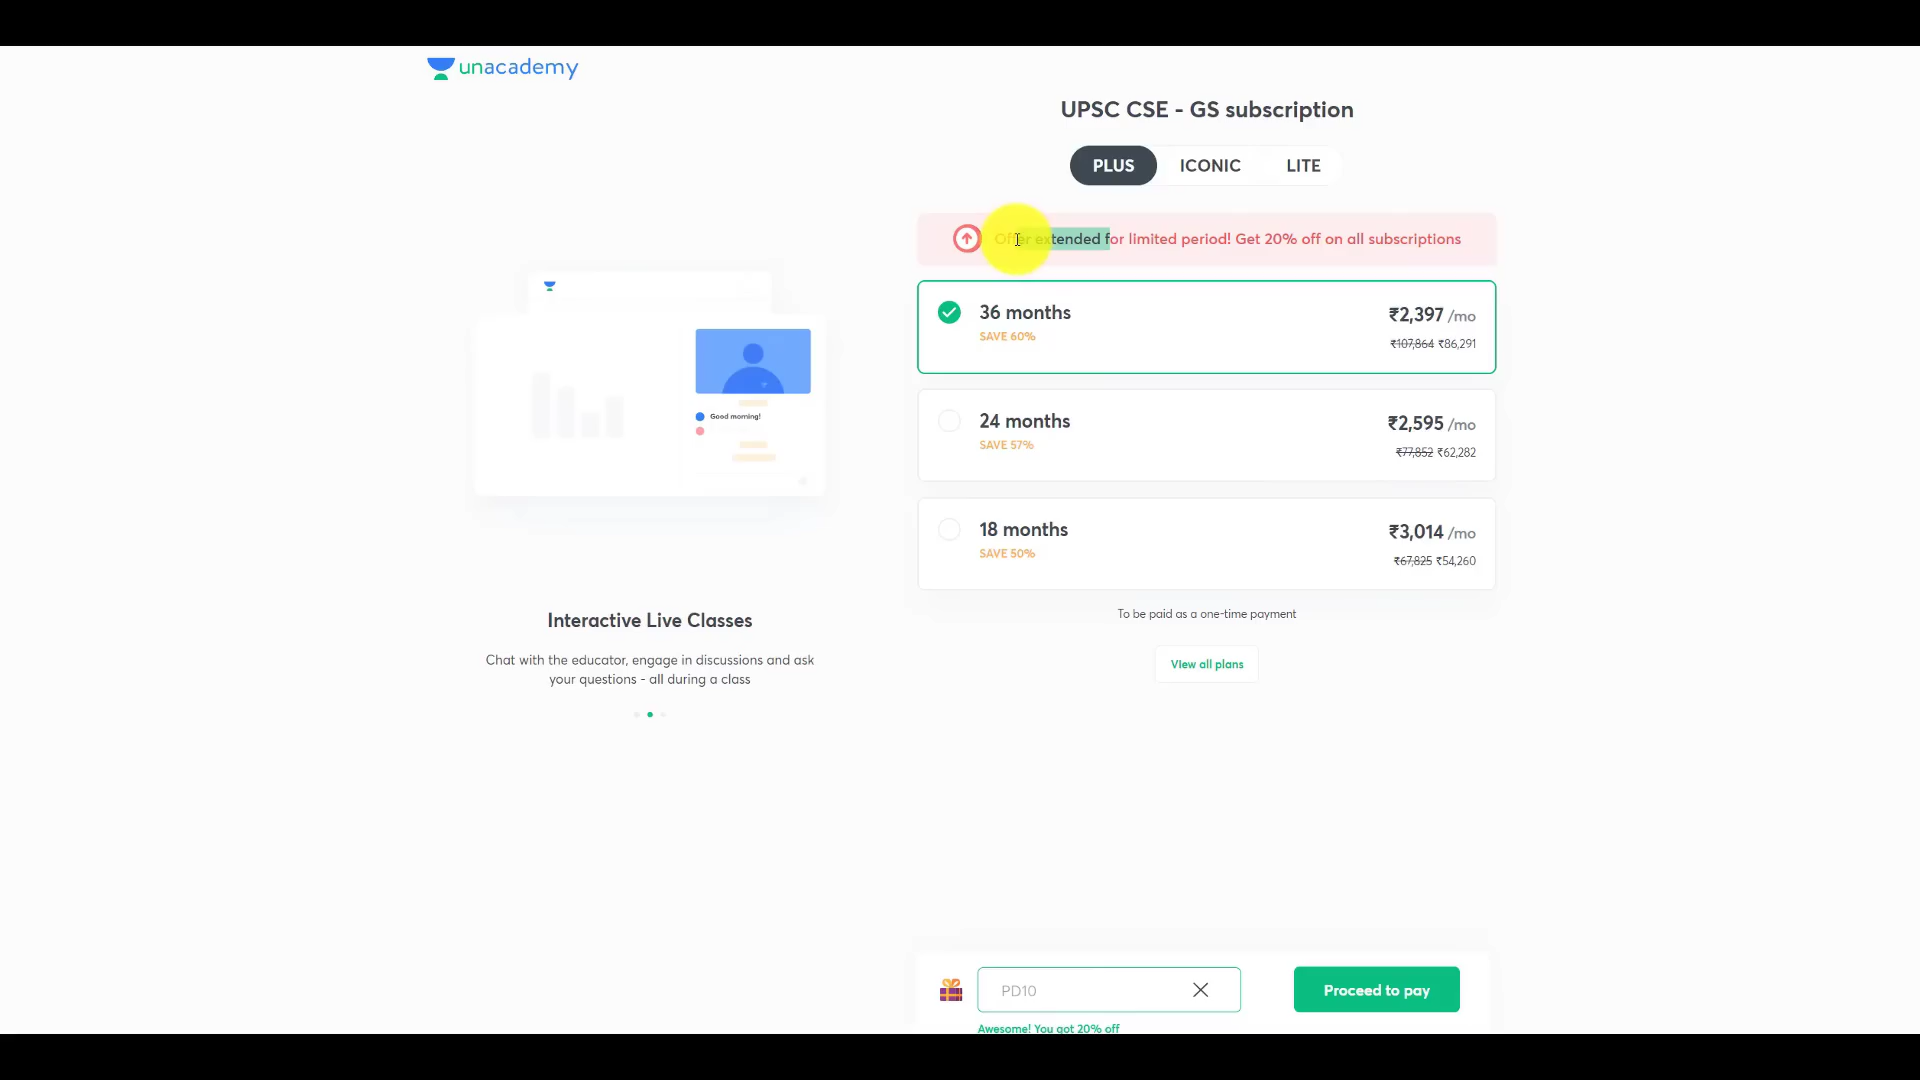 unacademy
UPSC CSE - GS subscription
PLUS ICONIC LITE
Offer extended for limited period! Get 20% off on all subscriptions
36 months
SAVE 60%
₹2,397 /mo
₹107,864 ₹86,291
24 months
SAVE 57%
₹2,595 /mo
₹77,852 ₹62,282
18 months
SAVE 50%
₹3,014 /mo
₹67,825 ₹54,260
To be paid as a one-time payment
View all plans
Good morning!
Interactive Live Classes
Chat with the educator, engage in discussions and ask
your questions - all during a class
PD10
Proceed to pay
Awesome! You got 20% off